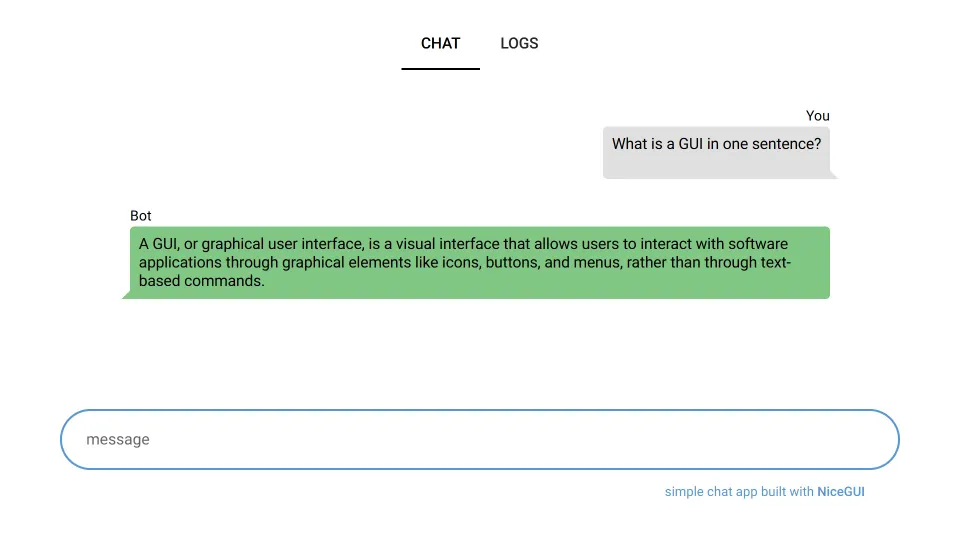 CHAT LOGS
You
What is a GUI in one sentence?
Bot
A GUI, or graphical user interface, is a visual interface that allows users to interact with software
applications through graphical elements like icons, buttons, and menus, rather than through text-
based commands.
message
simple chat app built with NiceGUI